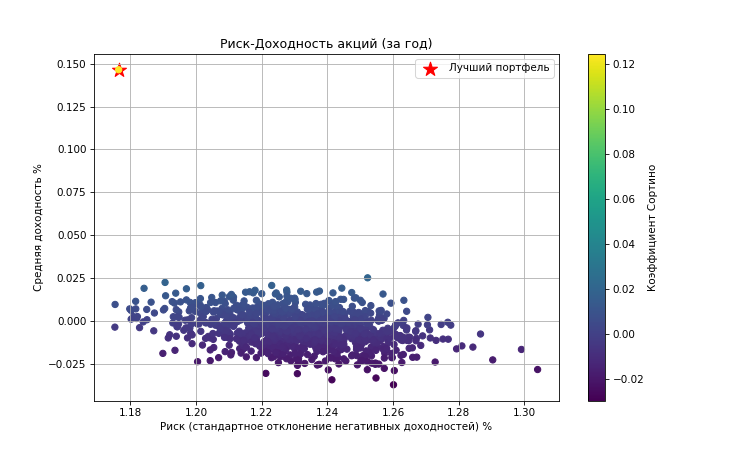 Риск-Доходность акций (за год)
Лучший портфель
Средняя доходность %
0.150
0.125
0.100
0.075
0.050
0.025
0.000
−0.025
1.18 1.20 1.22 1.24 1.26 1.28 1.30
Риск (стандартное отклонение негативных доходностей) %
0.12
0.10
0.08
0.06
0.04
0.02
0.00
−0.02
Коэффициент Сортино